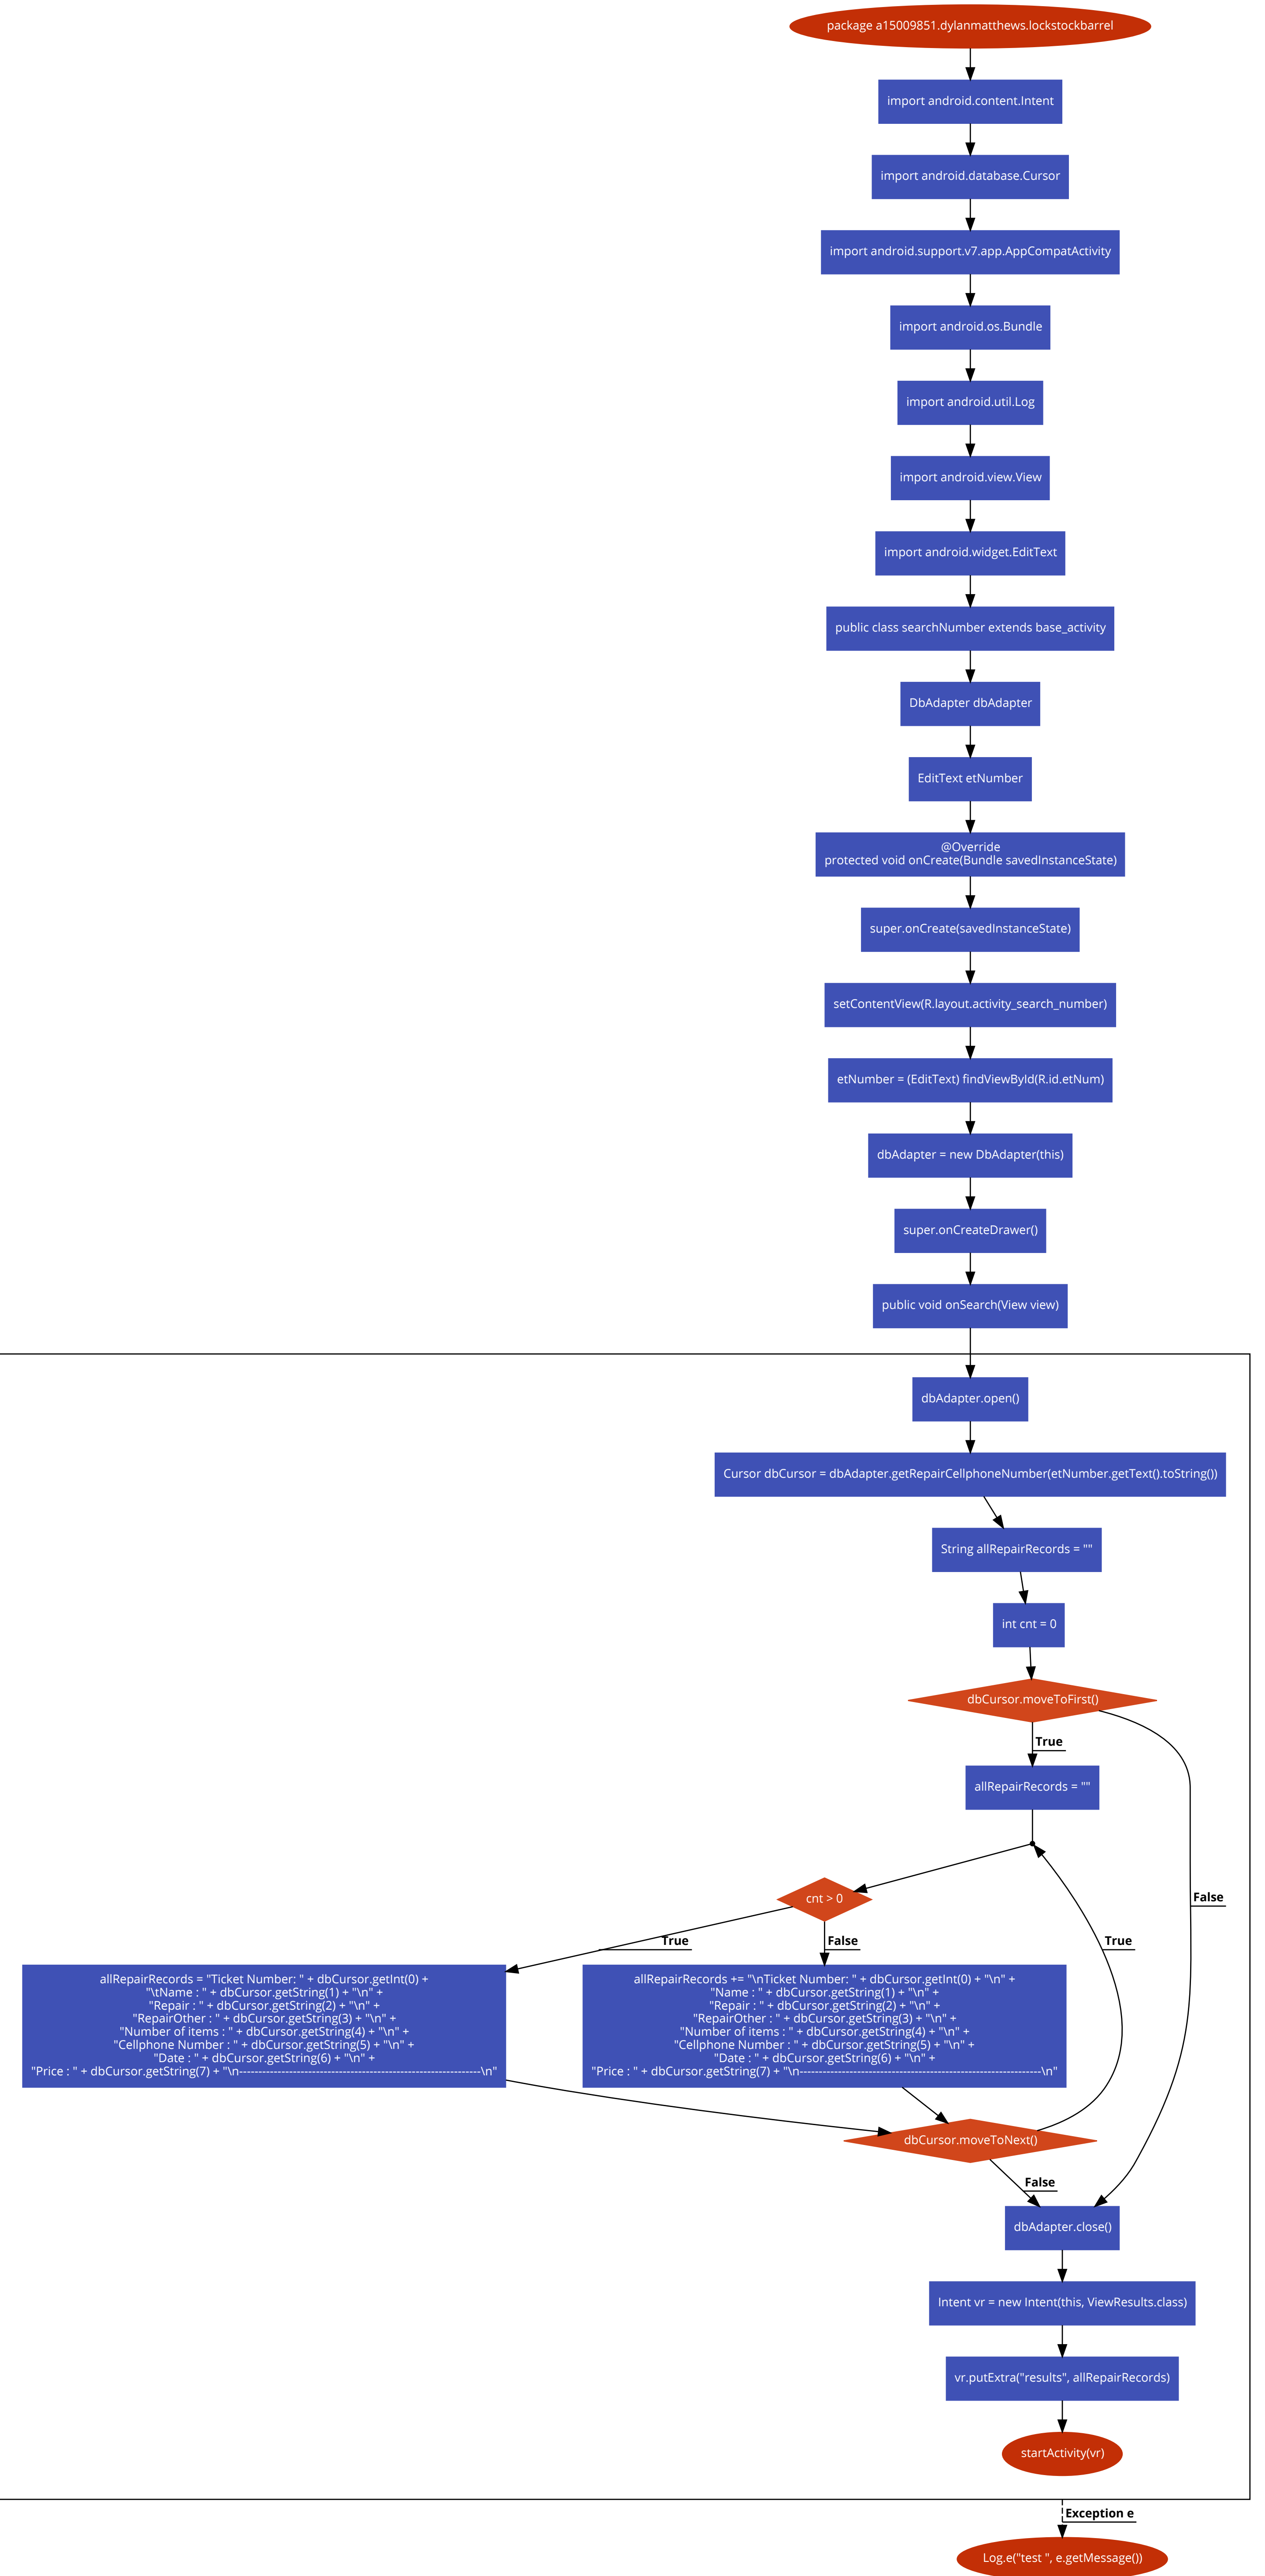 package a15009851.dylanmatthews.lockstockbarrel
import android.content.Intent
import android.database.Cursor
import android.support.v7.app.AppCompatActivity
import android.os.Bundle
import android.util.Log
import android.view.View
import android.widget.EditText
public class searchNumber extends base_activity
DbAdapter dbAdapter
EditText etNumber
@Override
protected void onCreate(Bundle savedInstanceState)
super.onCreate(savedInstanceState)
setContentView(R.layout.activity_search_number)
etNumber = (EditText) findViewById(R.id.etNum)
dbAdapter = new DbAdapter(this)
super.onCreateDrawer()
public void onSearch(View view)
dbAdapter.open()
Cursor dbCursor = dbAdapter.getRepairCellphoneNumber(etNumber.getText().toString())
String allRepairRecords = ""
int cnt = 0
dbCursor.moveToFirst()
True
allRepairRecords = ""
cnt > 0
False
True
False
True
allRepairRecords = "Ticket Number: " + dbCursor.getInt(0) +
"\tName : " + dbCursor.getString(1) + "\n" +
"Repair : " + dbCursor.getString(2) + "\n" +
"RepairOther : " + dbCursor.getString(3) + "\n" +
"Number of items : " + dbCursor.getString(4) + "\n" +
"Cellphone Number : " + dbCursor.getString(5) + "\n" +
"Date : " + dbCursor.getString(6) + "\n" +
"Price : " + dbCursor.getString(7) + "\n---------------------------------------------------------------\n"
allRepairRecords += "\nTicket Number: " + dbCursor.getInt(0) + "\n" +
"Name : " + dbCursor.getString(1) + "\n" +
"Repair : " + dbCursor.getString(2) + "\n" +
"RepairOther : " + dbCursor.getString(3) + "\n" +
"Number of items : " + dbCursor.getString(4) + "\n" +
"Cellphone Number : " + dbCursor.getString(5) + "\n" +
"Date : " + dbCursor.getString(6) + "\n" +
"Price : " + dbCursor.getString(7) + "\n---------------------------------------------------------------\n"
dbCursor.moveToNext()
False
dbAdapter.close()
Intent vr = new Intent(this, ViewResults.class)
vr.putExtra("results", allRepairRecords)
startActivity(vr)
Exception e
Log.e("test ", e.getMessage())